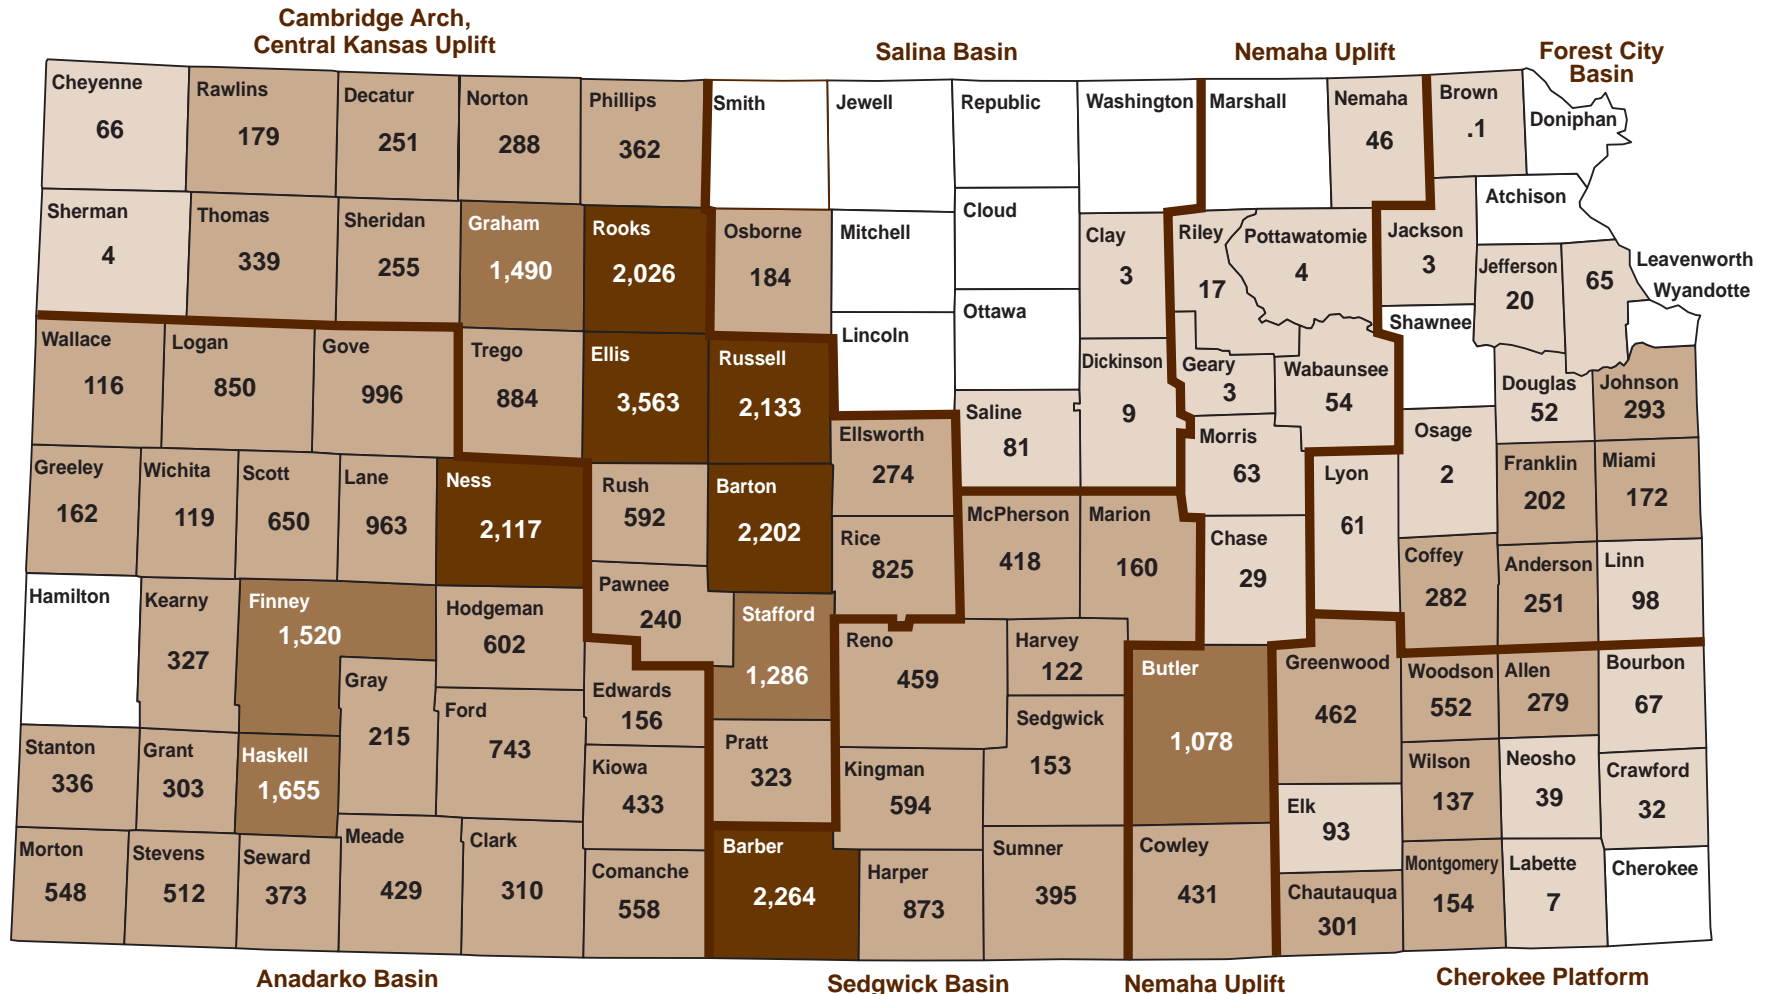 Cambridge Arch,
Central Kansas Uplift
Salina Basin
Nemaha Uplift
Forest City
Basin
Cheyenne
66
Rawlins
179
Decatur
251
Norton
288
Phillips
362
Smith
Jewell
Republic
Washington
Marshall
Nemaha
46
Brown
.1
Doniphan
Atchison
Sherman
4
Thomas
339
Sheridan
255
Graham
1,490
Rooks
2,026
Osborne
184
Mitchell
Cloud
Clay
3
Riley
17
Pottawatomie
4
Jackson
3
Jefferson
20
65
Leavenworth
Wyandotte
Ottawa
Shawnee
Wallace
116
Logan
850
Gove
996
Trego
884
Ellis
3,563
Russell
2,133
Lincoln
Saline
81
Dickinson
9
Geary
3
Wabaunsee
54
Douglas
52
Johnson
293
Morris
63
Osage
2
Greeley
162
Wichita
119
Scott
650
Lane
963
Ness
2,117
Rush
592
Barton
2,202
Ellsworth
274
Rice
825
McPherson
418
Marion
160
Chase
29
Lyon
61
Franklin
202
Miami
172
Coffey
282
Anderson
251
Linn
98
Hamilton
Kearny
327
Finney
1,520
Hodgeman
602
Pawnee
240
Stafford
1,286
Reno
459
Harvey
122
Butler
1,078
Greenwood
462
Woodson
552
Allen
279
Bourbon
67
Gray
215
Ford
743
Edwards
156
Pratt
323
Sedgwick
153
Stanton
336
Grant
303
Haskell
1,655
Kiowa
433
Kingman
594
Elk
93
Wilson
137
Neosho
39
Crawford
32
Morton
548
Stevens
512
Seward
373
Meade
429
Clark
310
Comanche
558
Barber
2,264
Harper
873
Sumner
395
Cowley
431
Chautauqua
301
Montgomery
154
Labette
7
Cherokee
Anadarko Basin
Sedgwick Basin
Nemaha Uplift
Cherokee Platform